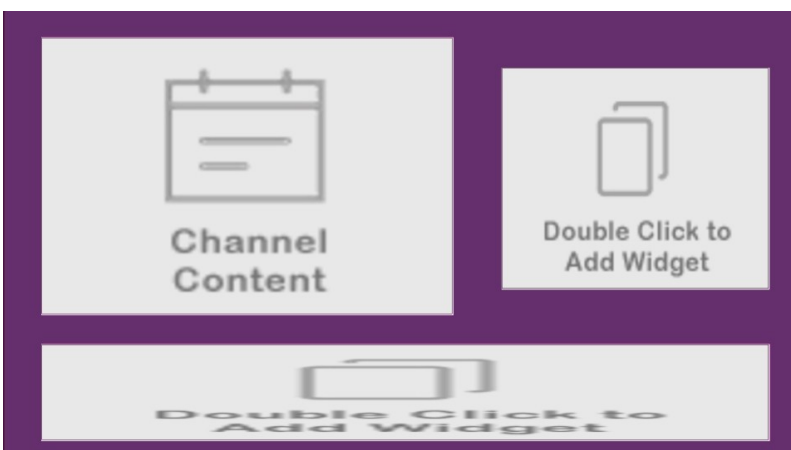 Channel
Content
Double Click to
Add Widget
Double Click to
Add Widget